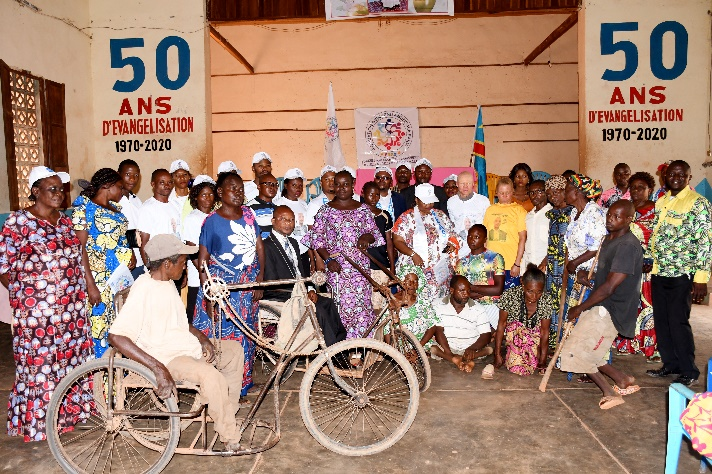 50
ANS
D'EVANGELISATION
1970-2020
50
ANS
D'EVANGELISATION
1970-2020